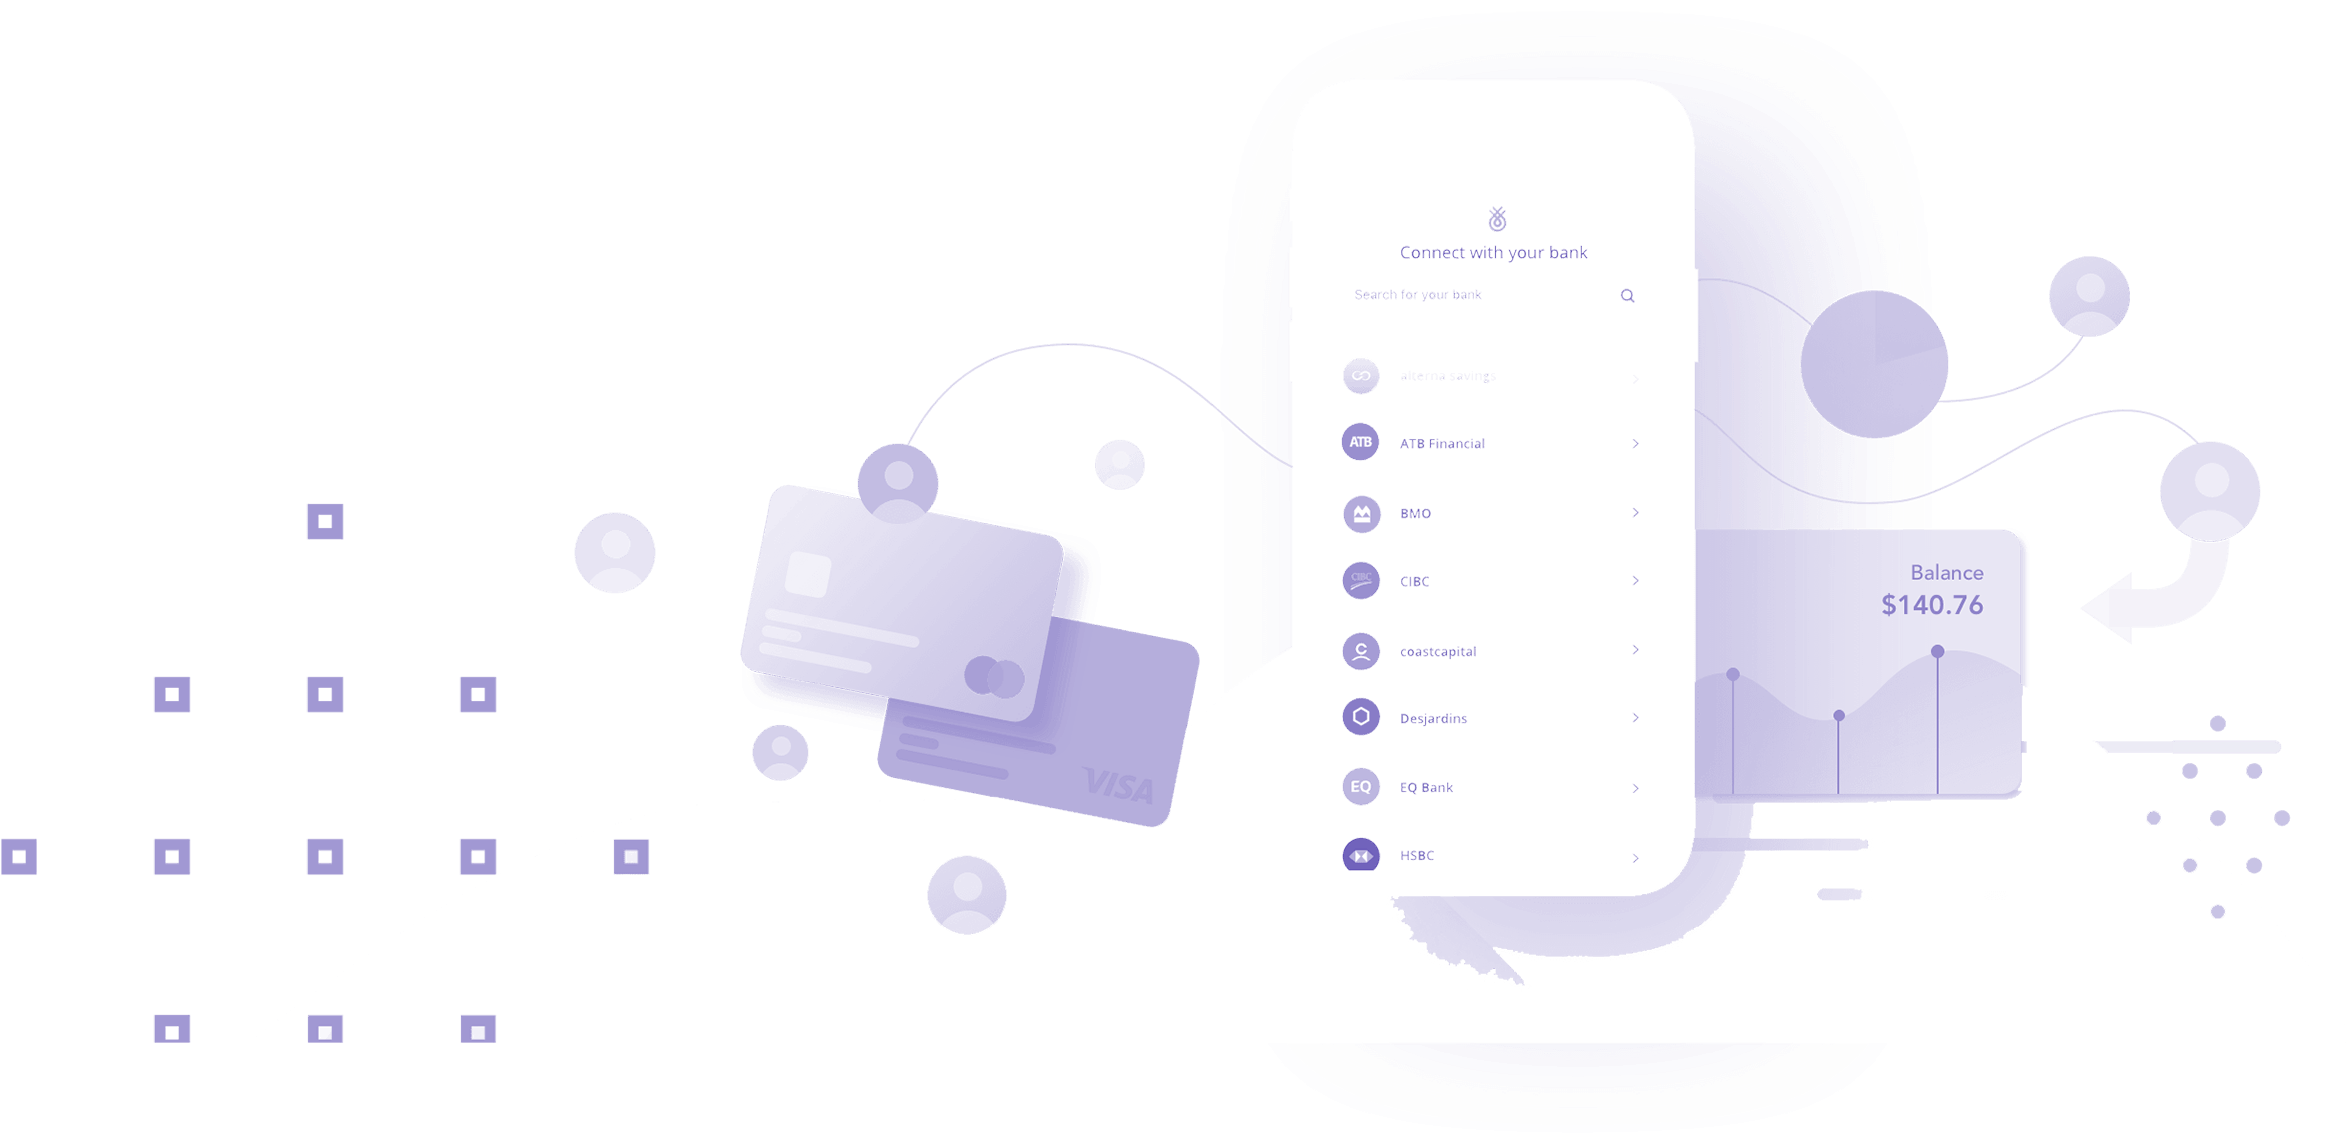 Connect with your bank
Search for your bank
alterna savings
ATB ATB Financial
BMO
CIBC CIBC
coastcapital
Desjardins
EQ EQ Bank
HSBC
VISA
Balance
$140.76